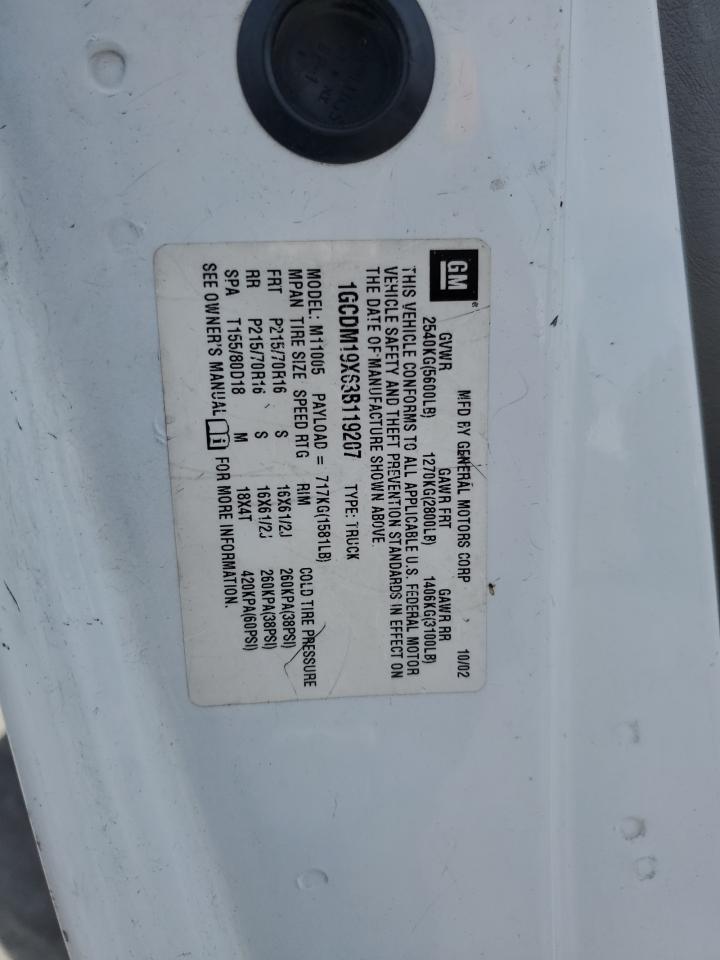 GM
MFD BY GENERAL MOTORS CORP 10/02
GVWR GAWR FRT GAWR RR
2540KG(5600LB) 1270KG(2800LB) 1406KG(3100LB)
THIS VEHICLE CONFORMS TO ALL APPLICABLE U.S. FEDERAL MOTOR
VEHICLE SAFETY AND THEFT PREVENTION STANDARDS IN EFFECT ON
THE DATE OF MANUFACTURE SHOWN ABOVE.
1GCDM19X63B119207 TYPE: TRUCK
MODEL: M11005 PAYLOAD = 717KG(1581LB)
MPAN TIRE SIZE SPEED RTG RIM COLD TIRE PRESSURE
FRT P215/70R16 S 16X61/2J 260KPA(38PSI)
RR P215/70R16 S 16X61/2J 260KPA(38PSI)
SPA T155/80D18 M 18X4T 420KPA(60PSI)
SEE OWNER'S MANUAL FOR MORE INFORMATION.